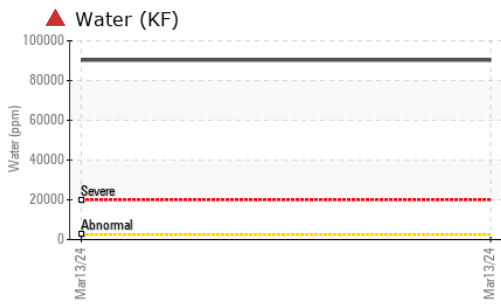 Water (KF)
100000
80000
60000
40000
20000
0
Water (ppm)
Severe
Abnormal
Mar13/24
Mar13/24